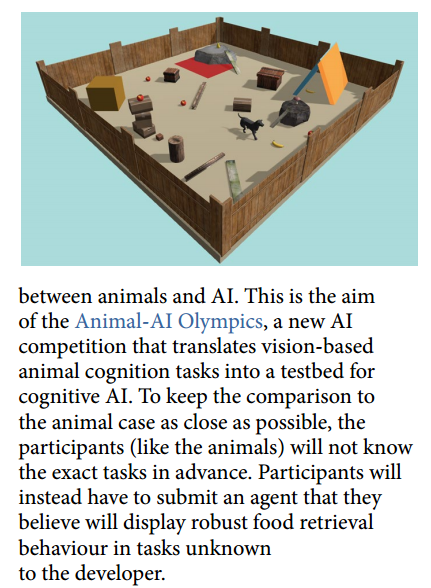 between animals and AI. This is the aim
of the Animal-AI Olympics, a new AI
competition that translates vision-based
animal cognition tasks into a testbed for
cognitive AI. To keep the comparison to
the animal case as close as possible, the
participants (like the animals) will not know
the exact tasks in advance. Participants will
instead have to submit an agent that they
believe will display robust food retrieval
behaviour in tasks unknown
to the developer.